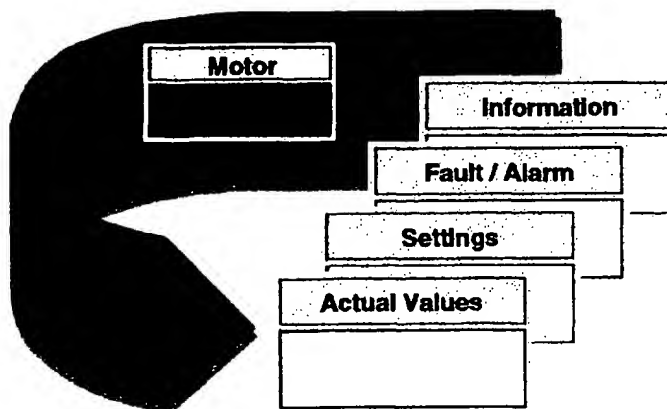 Motor
Information
Fault / Alarm
Settings
Actual Values